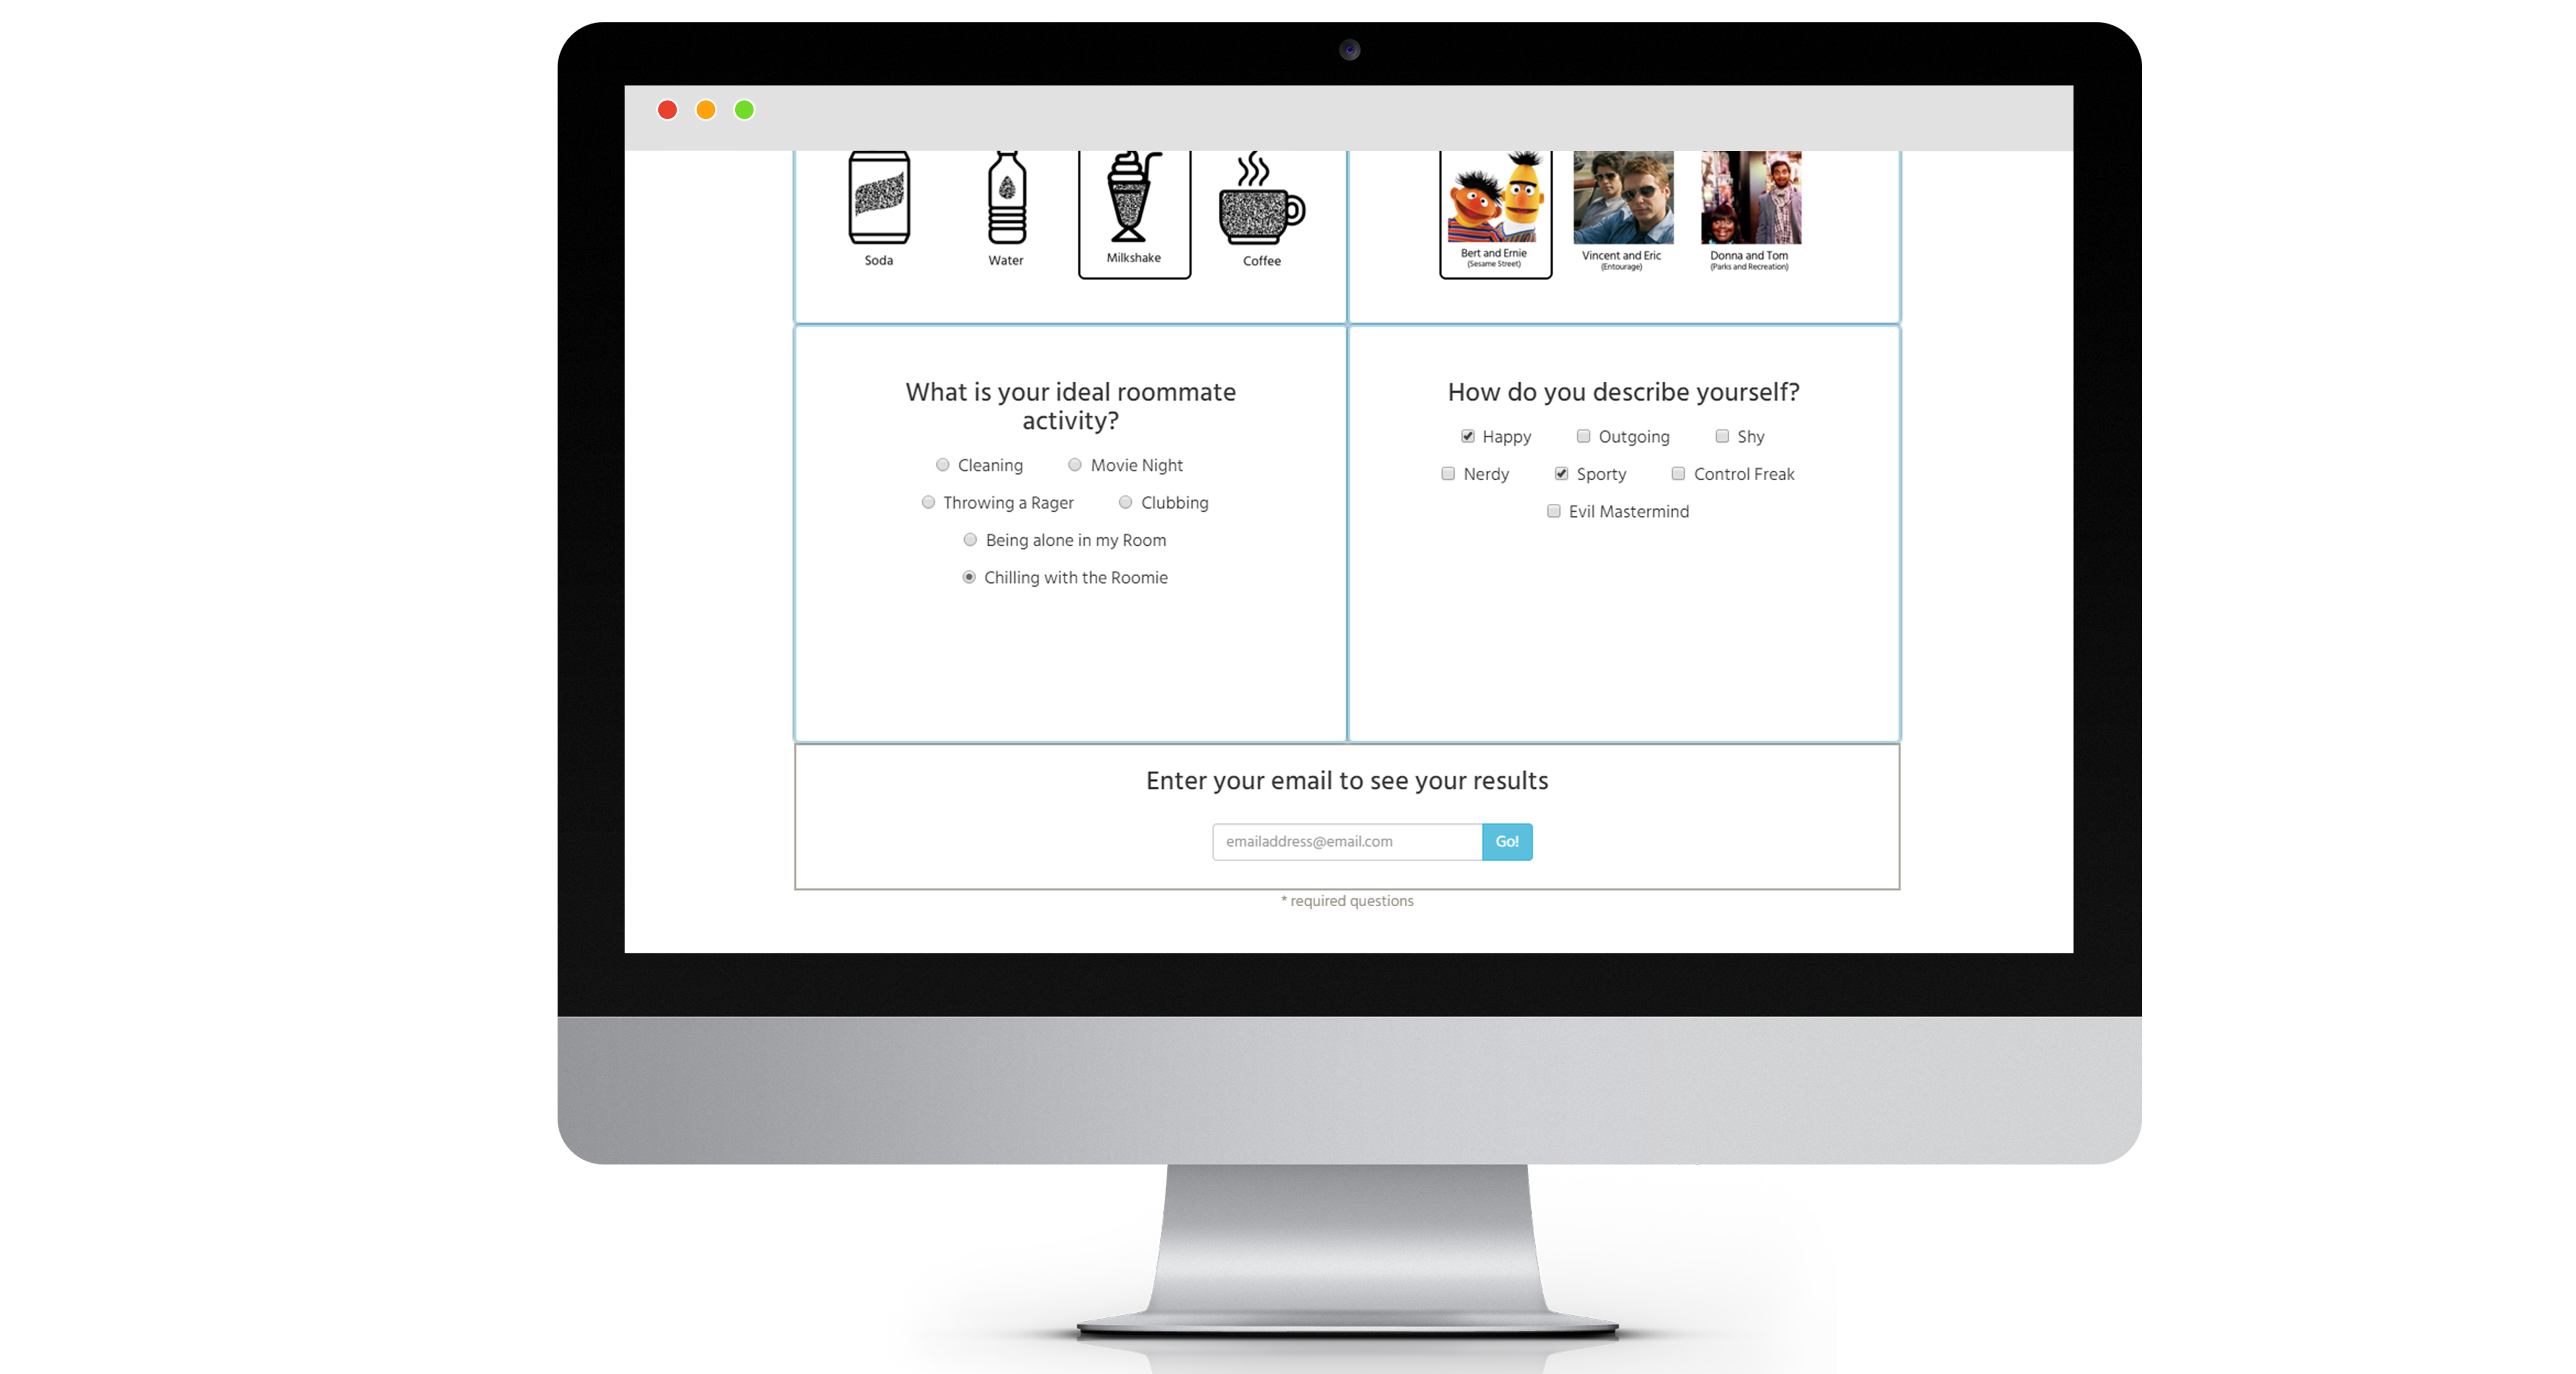 Soda
Water
Milkshake
Coffee
Bert and Ernie
(Sesame Street)
Vincent and Eric
(Entourage)
Donna and Tom
(Parks and Recreation)
What is your ideal roommate
activity?
Cleaning Movie Night
Throwing a Rager Clubbing
Being alone in my Room
Chilling with the Roomie
How do you describe yourself?
Happy Outgoing Shy
Nerdy Sporty Control Freak
Evil Mastermind
Enter your email to see your results
emailaddress@email.com Go!
* required questions